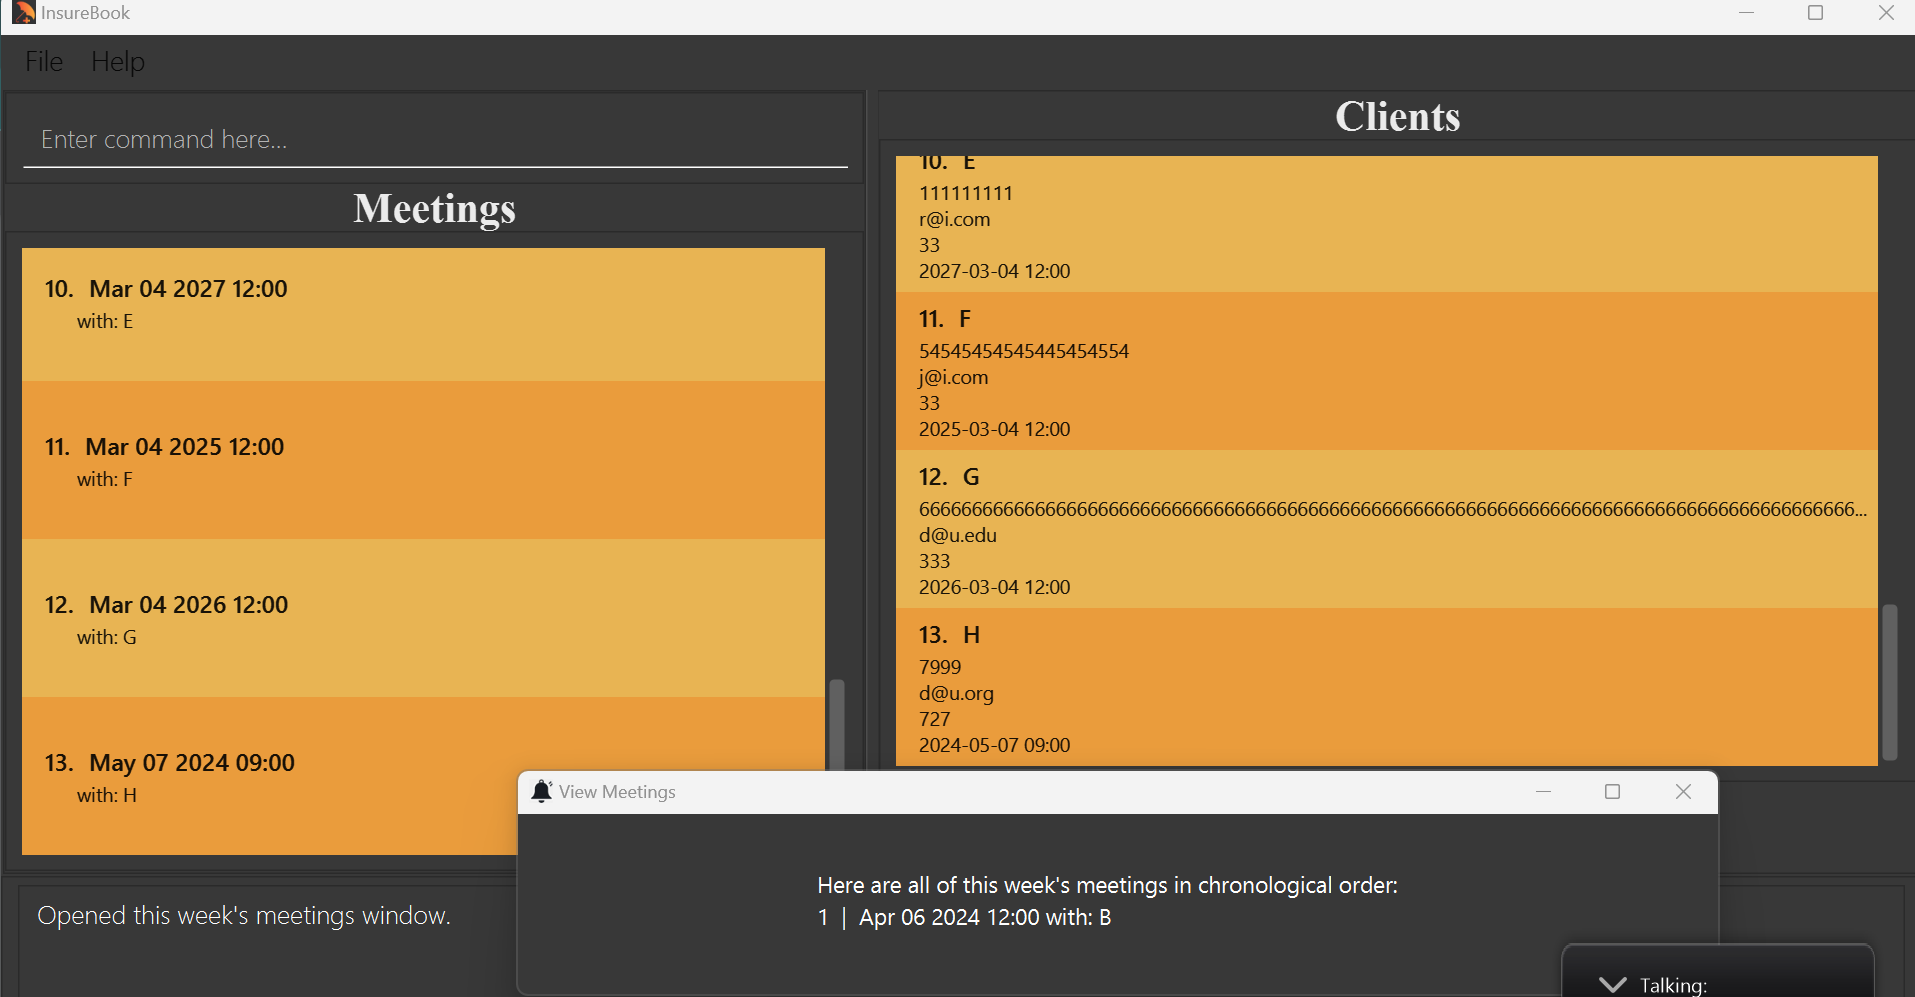 InsureBook
File Help
Enter command here...
Meetings
10. Mar 04 2027 12:00
with: E
11. Mar 04 2025 12:00
with: F
12. Mar 04 2026 12:00
with: G
13. May 07 2024 09:00
with: H
Clients
10. E
111111111
r@i.com
33
2027-03-04 12:00
11. F
54545454545445454554
j@i.com
33
2025-03-04 12:00
12. G
d@u.edu
333
2026-03-04 12:00
13. H
7999
d@u.org
727
2024-05-07 09:00
View Meetings
Here are all of this week's meetings in chronological order:
1 | Apr 06 2024 12:00 with: B
Opened this week's meetings window.
Talking: